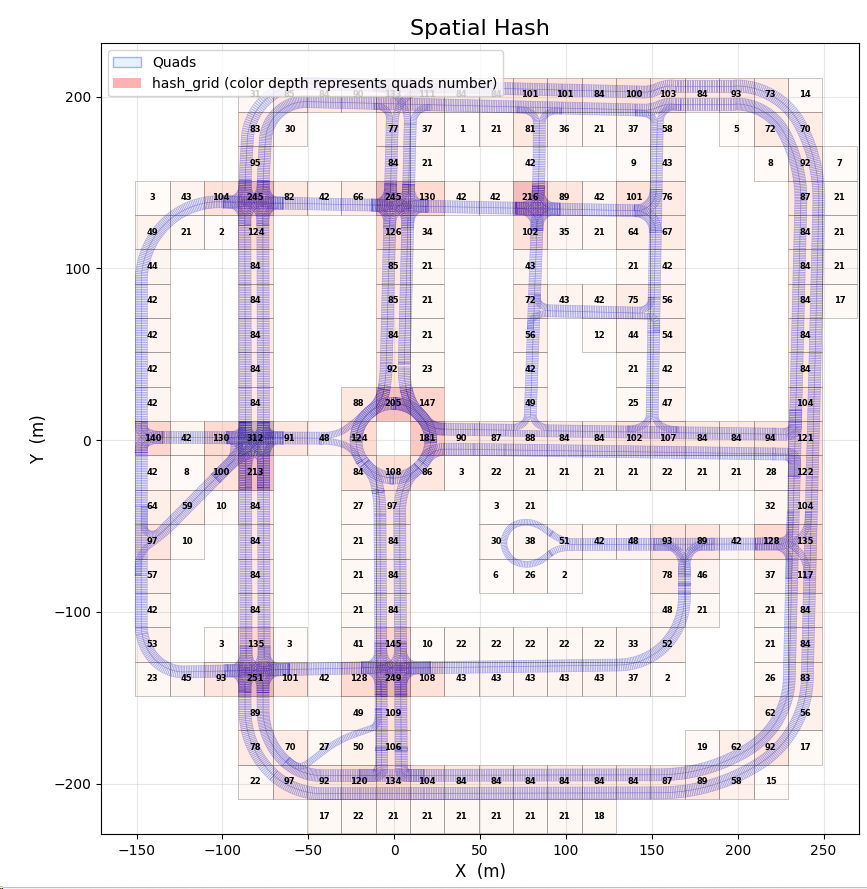 Spatial Hash
Quads
hash_grid (color depth represents quads number)
200
101 101 84 100 103 84 93 73 14
83 30 77 37 1 21 81 36 21 37 58 5 72 70
95 84 21 42 9 43 8 92 7
3 43 104 245 82 42 66 245 130 42 42 216 89 42 101 76 87 21
49 21 2 124 126 34 102 35 21 64 67 84 21
100
44 84 85 21 43 21 42 84 21
42 84 85 21 72 43 42 75 56 84 17
42 84 84 21 56 12 44 54 84
42 84 92 23 42 21 42 84
42 84 88 205 147 49 25 47 104
0
140 42 130 312 91 48 124 181 90 87 88 84 84 102 107 84 84 94 121
42 8 100 213 84 108 86 3 22 21 21 21 21 22 21 21 28 122
64 59 10 84 27 97 3 21 32 104
97 10 84 21 84 30 38 51 42 48 93 89 42 128 135
57 84 21 84 6 26 2 78 46 37 117
−100
42 84 21 84 48 21 21 84
53 3 135 3 41 145 10 22 22 22 22 22 33 52 21 84
23 45 93 251 101 42 128 249 108 43 43 43 43 43 37 2 26 83
89 49 109 62 56
78 70 27 50 106 19 62 92 17
−200
22 97 92 120 134 104 84 84 84 84 84 84 87 89 58 15
17 22 21 21 21 21 21 21 18
−150 −100 −50 0 50 100 150 200 250
X (m)
Y (m)